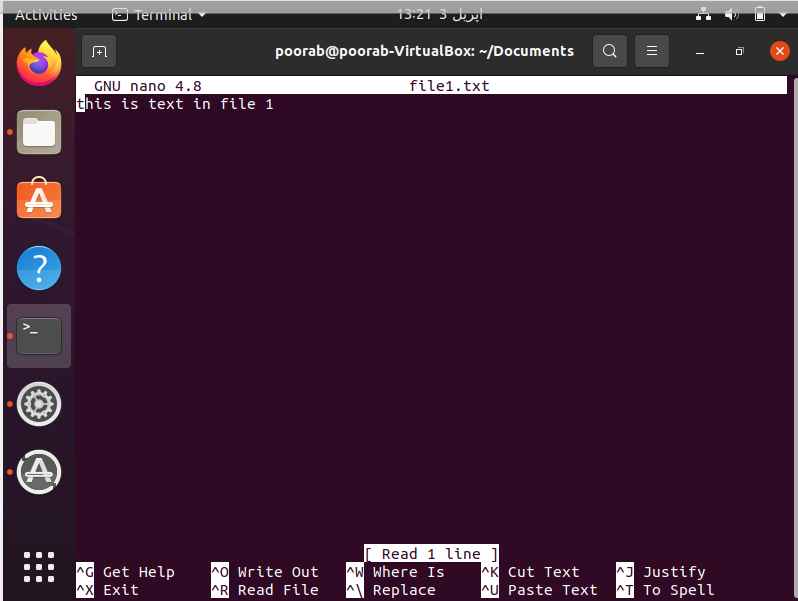 Activities Terminal 13:21 3 اپریل
poorab@poorab-VirtualBox: ~/Documents
GNU nano 4.8 file1.txt
this is text in file 1
[ Read 1 line ]
^G Get Help ^O Write Out ^W Where Is ^K Cut Text ^J Justify
^X Exit ^R Read File ^\ Replace ^U Paste Text ^T To Spell